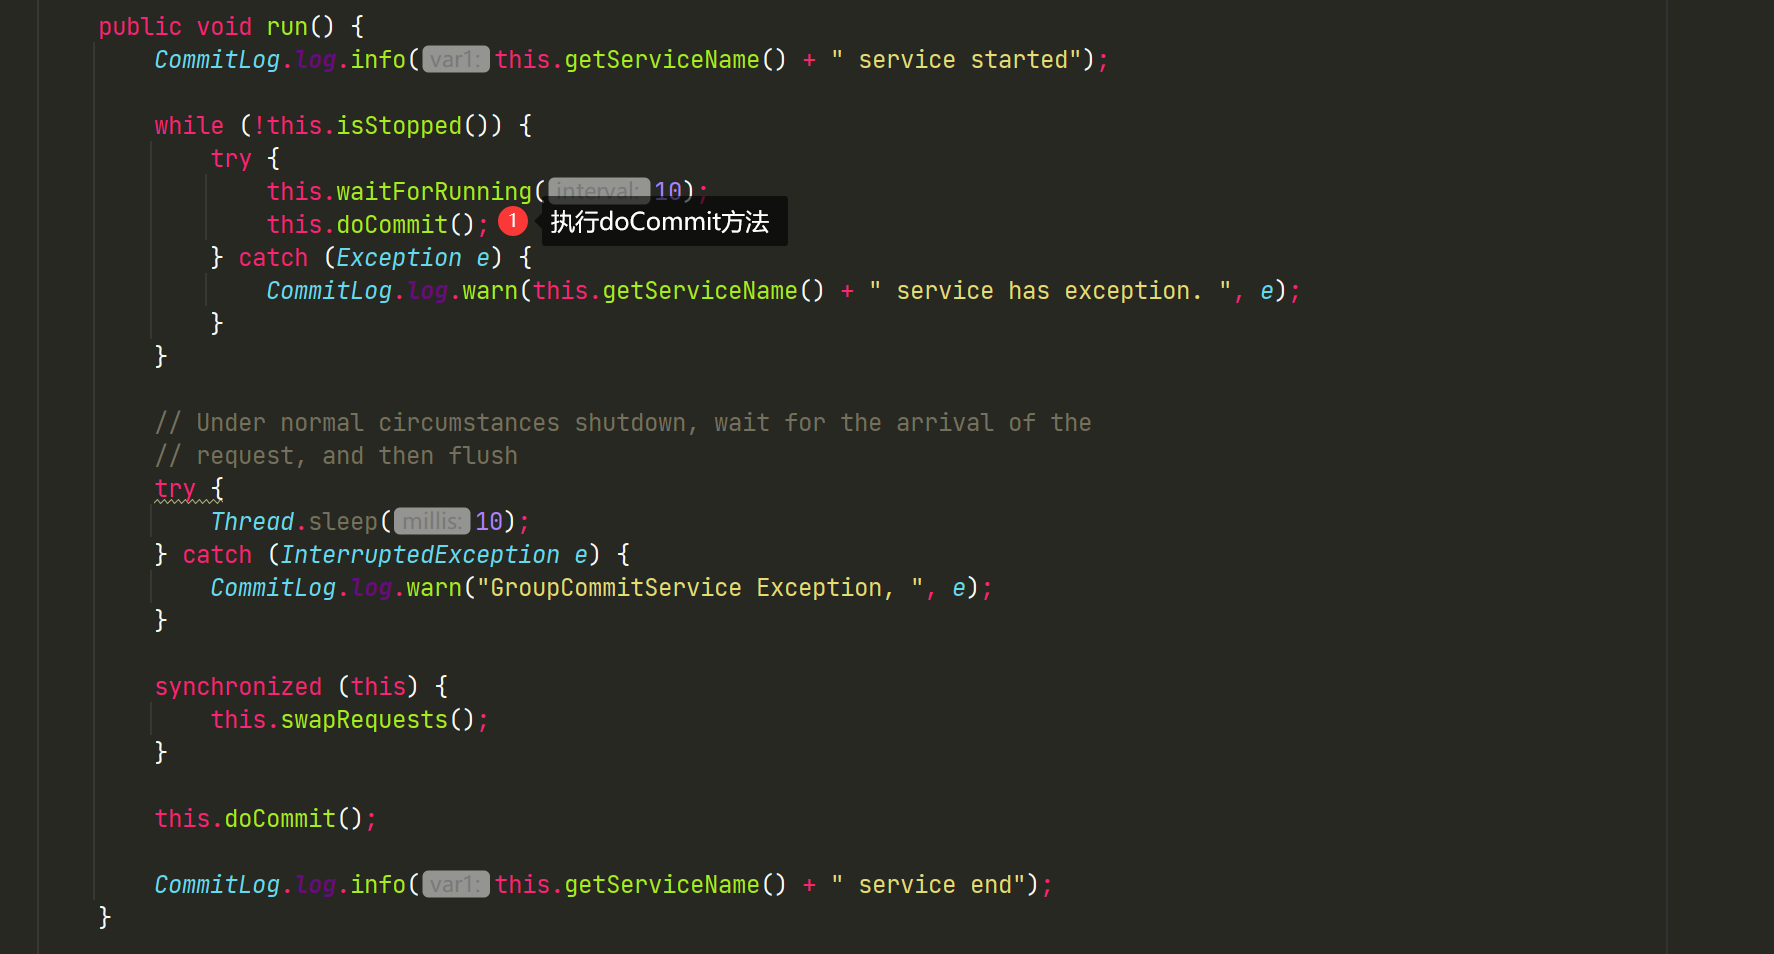 public void run() {
CommitLog.log.info(var1: this.getServiceName() + " service started");
while (!this.isStopped()) {
try {
this.waitForRunning(interval: 10);
this.doCommit(); 1 执行doCommit方法
} catch (Exception e) {
CommitLog.log.warn(this.getServiceName() + " service has exception. ", e);
}
}
// Under normal circumstances shutdown, wait for the arrival of the
// request, and then flush
try {
Thread.sleep(millis: 10);
} catch (InterruptedException e) {
CommitLog.log.warn("GroupCommitService Exception, ", e);
}
synchronized (this) {
this.swapRequests();
}
this.doCommit();
CommitLog.log.info(var1: this.getServiceName() + " service end");
}